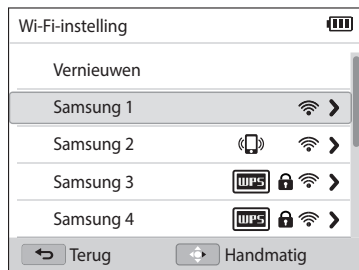 Wi-Fi-instelling
Vernieuwen
Samsung 1
Samsung 2
Samsung 3 WPS
Samsung 4 WPS
Terug Handmatig